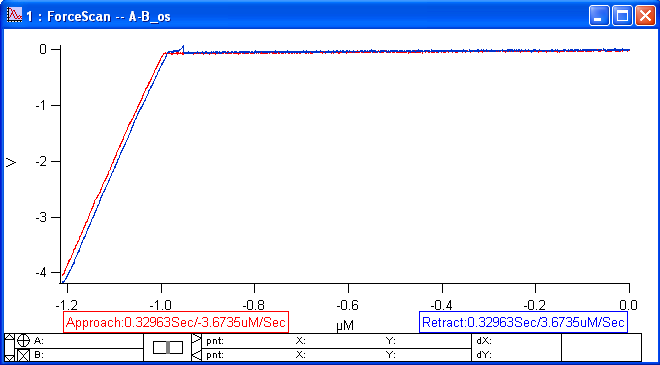 1 : ForceScan -- A-B_os
0
-1
-2
-3
-4
V
-1.2 -1.0 -0.8 -0.6 -0.4 -0.2 0.0
Approach:0.32963Sec/-3.6735uM/Sec
µM
Retract:0.32963Sec/3.6735uM/Sec
A: pnt: X: Y: dX:
B: pnt: X: Y: dY: